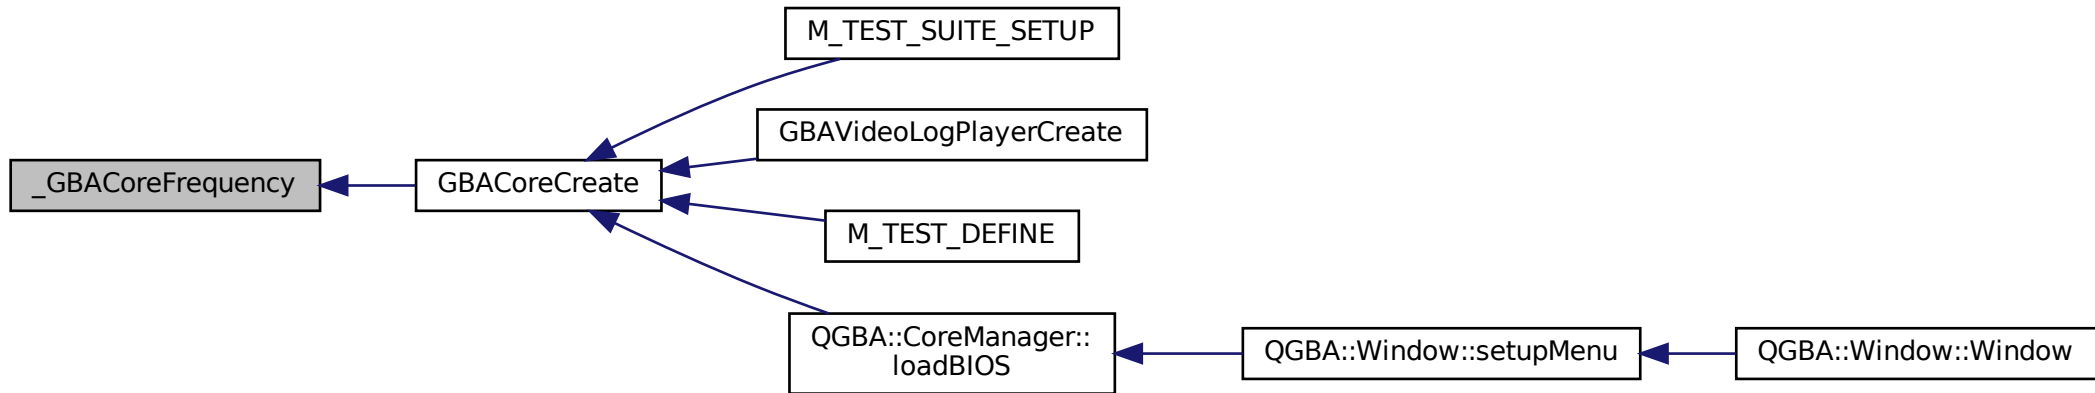 M_TEST_SUITE_SETUP
GBAVideoLogPlayerCreate
_GBACoreFrequency
GBACoreCreate
M_TEST_DEFINE
QGBA::CoreManager::
loadBIOS
QGBA::Window::setupMenu
QGBA::Window::Window